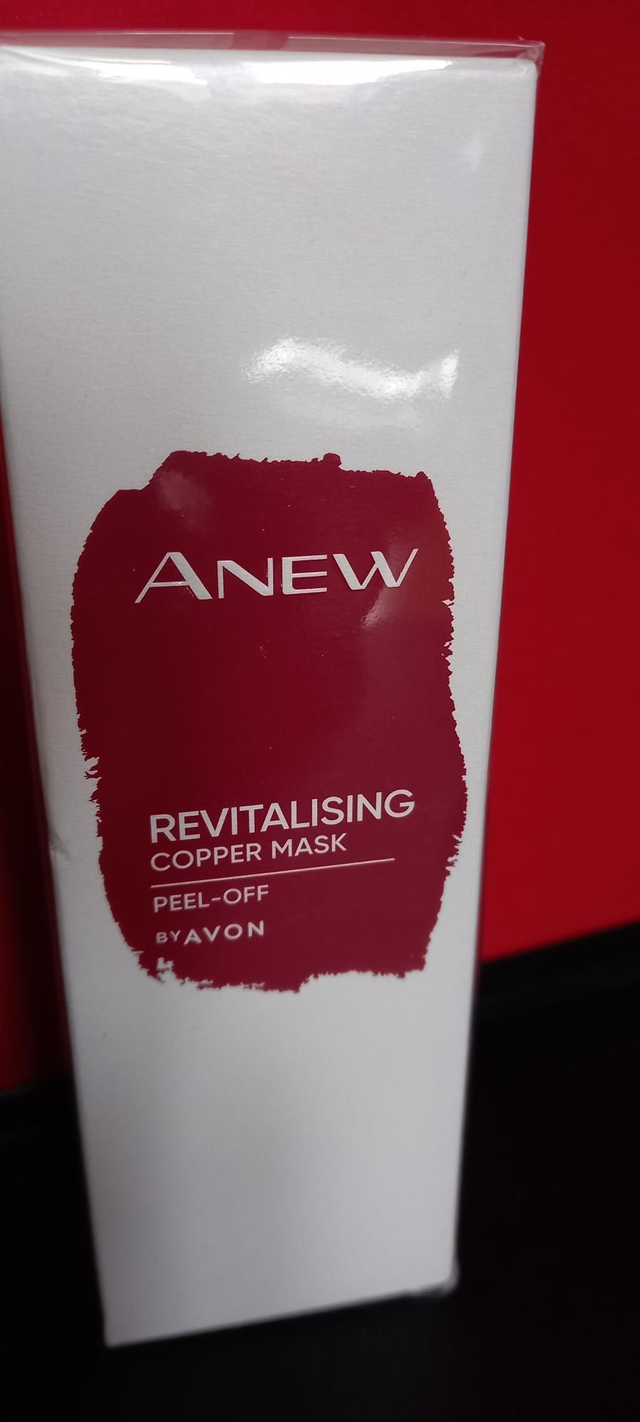 ANEW
REVITALISING
COPPER MASK
PEEL-OFF
BY AVON